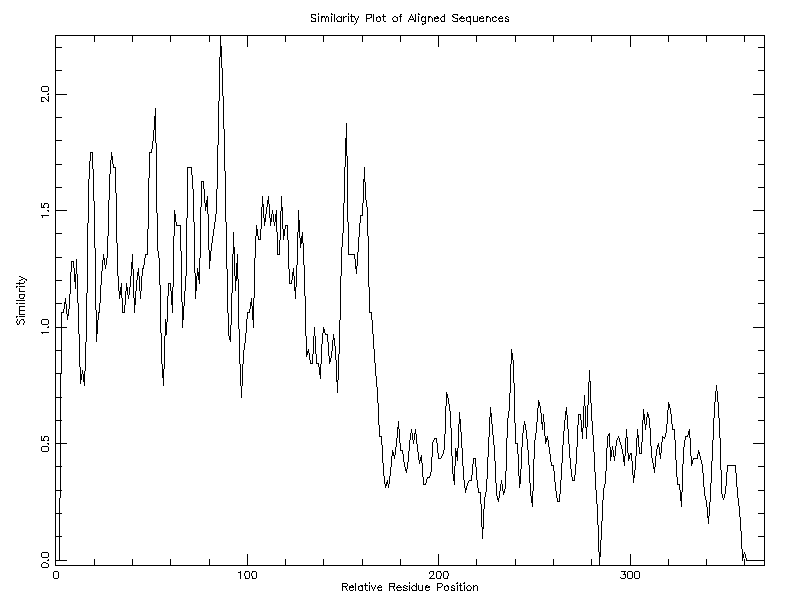 Similarity Plot of Aligned Sequences
2.0
1.5
Similarity
1.0
0.5
0.0
0 100 200 300
Relative Residue Position